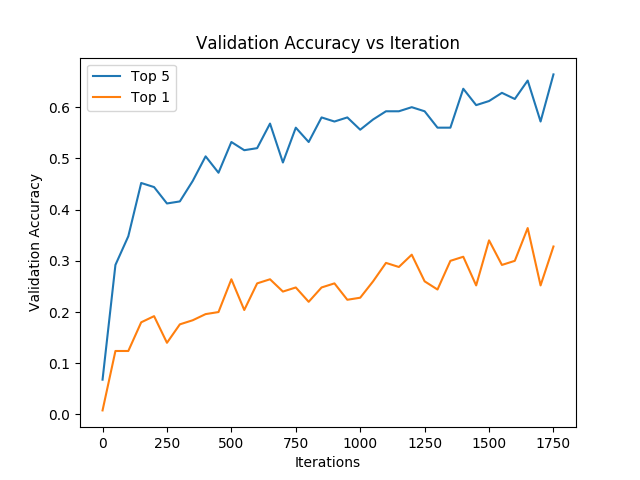 Validation Accuracy vs Iteration
Top 5
Top 1
Validation Accuracy
0.6
0.5
0.4
0.3
0.2
0.1
0.0
0 250 500 750 1000 1250 1500 1750
Iterations